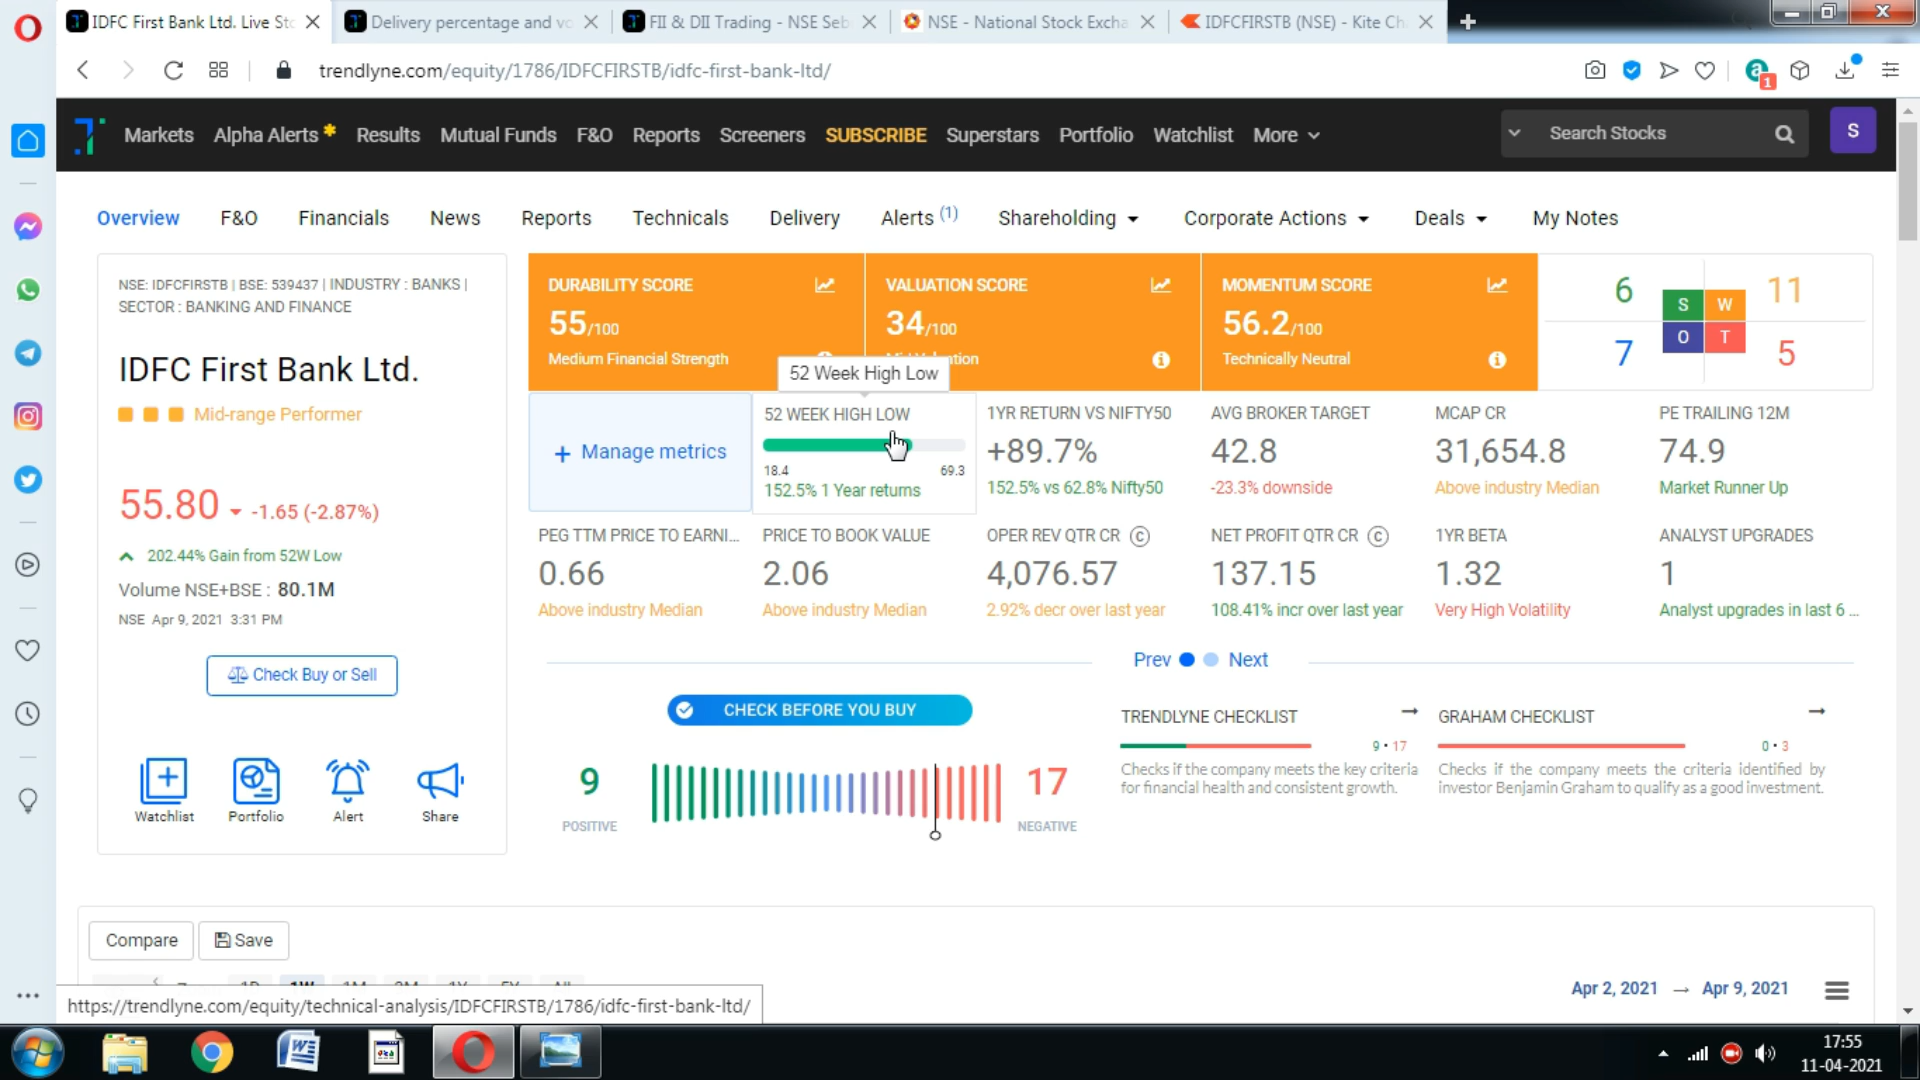 IDFC First Bank Ltd. Live Sto
Delivery percentage and vo
FII & DII Trading - NSE Seb
NSE - National Stock Excha
IDFCFIRSTB (NSE) - Kite Ch
trendlyne.com/equity/1786/IDFCFIRSTB/idfc-first-bank-ltd/
1
Markets
Alpha Alerts
Results
Mutual Funds
F&O
Reports
Screeners
SUBSCRIBE
Superstars
Portfolio
Watchlist
More
Search Stocks
S
Overview
F&O
Financials
News
Reports
Technicals
Delivery
Alerts (1)
Shareholding
Corporate Actions
Deals
My Notes
NSE: IDFCFIRSTB | BSE: 539437 | INDUSTRY : BANKS |
SECTOR : BANKING AND FINANCE
IDFC First Bank Ltd.
Mid-range Performer
55.80 -1.65 (-2.87%)
202.44% Gain from 52W Low
Volume NSE+BSE : 80.1M
NSE Apr 9, 2021 3:31 PM
Check Buy or Sell
Watchlist
Portfolio
Alert
Share
DURABILITY SCORE
55/100
Medium Financial Strength
VALUATION SCORE
34/100
MOMENTUM SCORE
56.2/100
Technically Neutral
6
S
W
11
7
O
T
5
52 Week High Low
+ Manage metrics
52 WEEK HIGH LOW
18.4
69.3
152.5% 1 Year returns
1YR RETURN VS NIFTY50
+89.7%
152.5% vs 62.8% Nifty50
AVG BROKER TARGET
42.8
-23.3% downside
MCAP CR
31,654.8
Above industry Median
PE TRAILING 12M
74.9
Market Runner Up
PEG TTM PRICE TO EARNI...
0.66
Above industry Median
PRICE TO BOOK VALUE
2.06
Above industry Median
OPER REV QTR CR C
4,076.57
2.92% decr over last year
NET PROFIT QTR CR C
137.15
108.41% incr over last year
1YR BETA
1.32
Very High Volatility
ANALYST UPGRADES
1
Analyst upgrades in last 6 ...
Prev
Next
CHECK BEFORE YOU BUY
9
POSITIVE
17
NEGATIVE
TRENDLYNE CHECKLIST
9 • 17
Checks if the company meets the key criteria
for financial health and consistent growth.
GRAHAM CHECKLIST
0 • 3
Checks if the company meets the criteria identified by
investor Benjamin Graham to qualify as a good investment.
Compare
Save
Apr 2, 2021 → Apr 9, 2021
https://trendlyne.com/equity/technical-analysis/IDFCFIRSTB/1786/idfc-first-bank-ltd/
17:55
11-04-2021